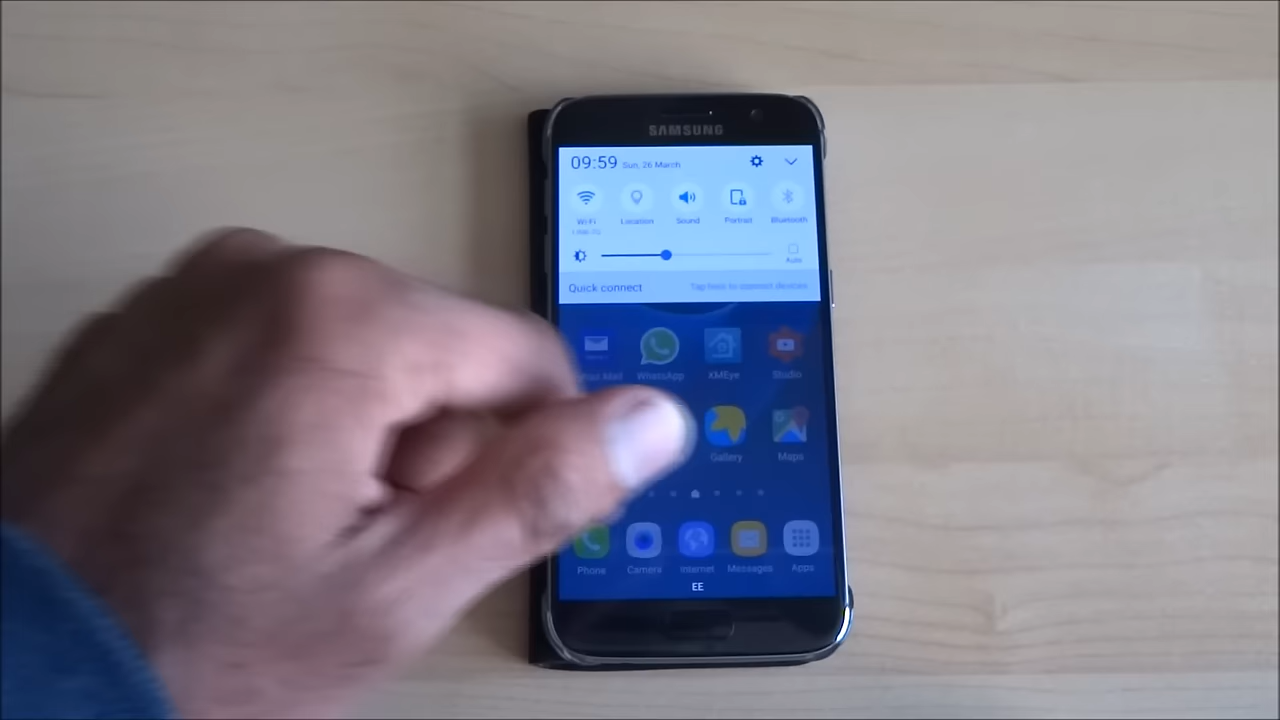 SAMSUNG
09:59 Sun, 26 March
Wi-Fi Location Sound Portrait Bluetooth
Auto
Quick connect Tap here to connect devices.
Mail WhatsApp XMEye Studio
Gallery Maps
Phone Camera Internet Messages Apps
EE